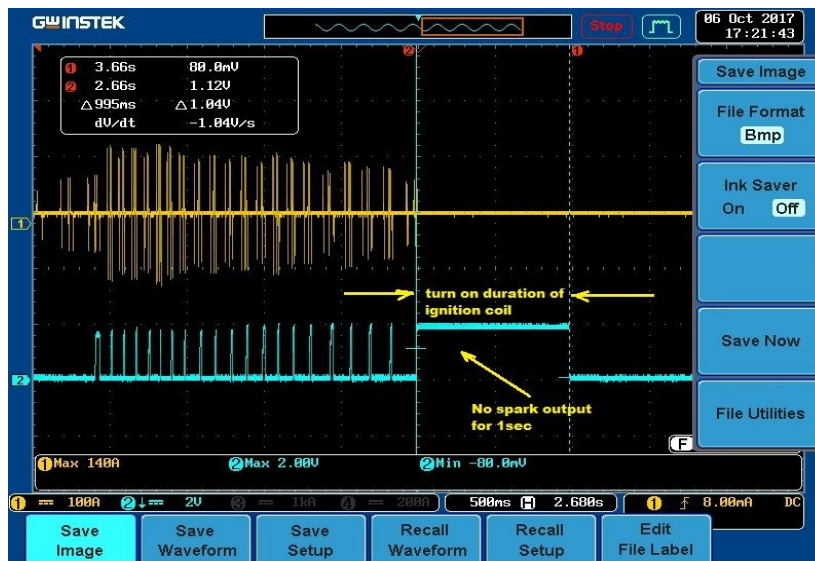 GWINSTEK
Stop
06 Oct 2017
17:21:43
2
1
1 3.66s 80.0mV
2 2.66s 1.12V
△995ms △1.04V
dV/dt -1.04V/s
Save Image
File Format
Bmp
Ink Saver
On Off
1
turn on duration of
ignition coil
Save Now
2
No spark output
for 1sec
File Utilities
F
1 Max 140A 2 Max 2.00V 2 Min -80.0mV
1 100A 2 ↓ 2V 3 1kA 4 200A 500ms H 2.680s 1 8.00mA DC
Save
Image
Save
Waveform
Save
Setup
Recall
Waveform
Recall
Setup
Edit
File Label